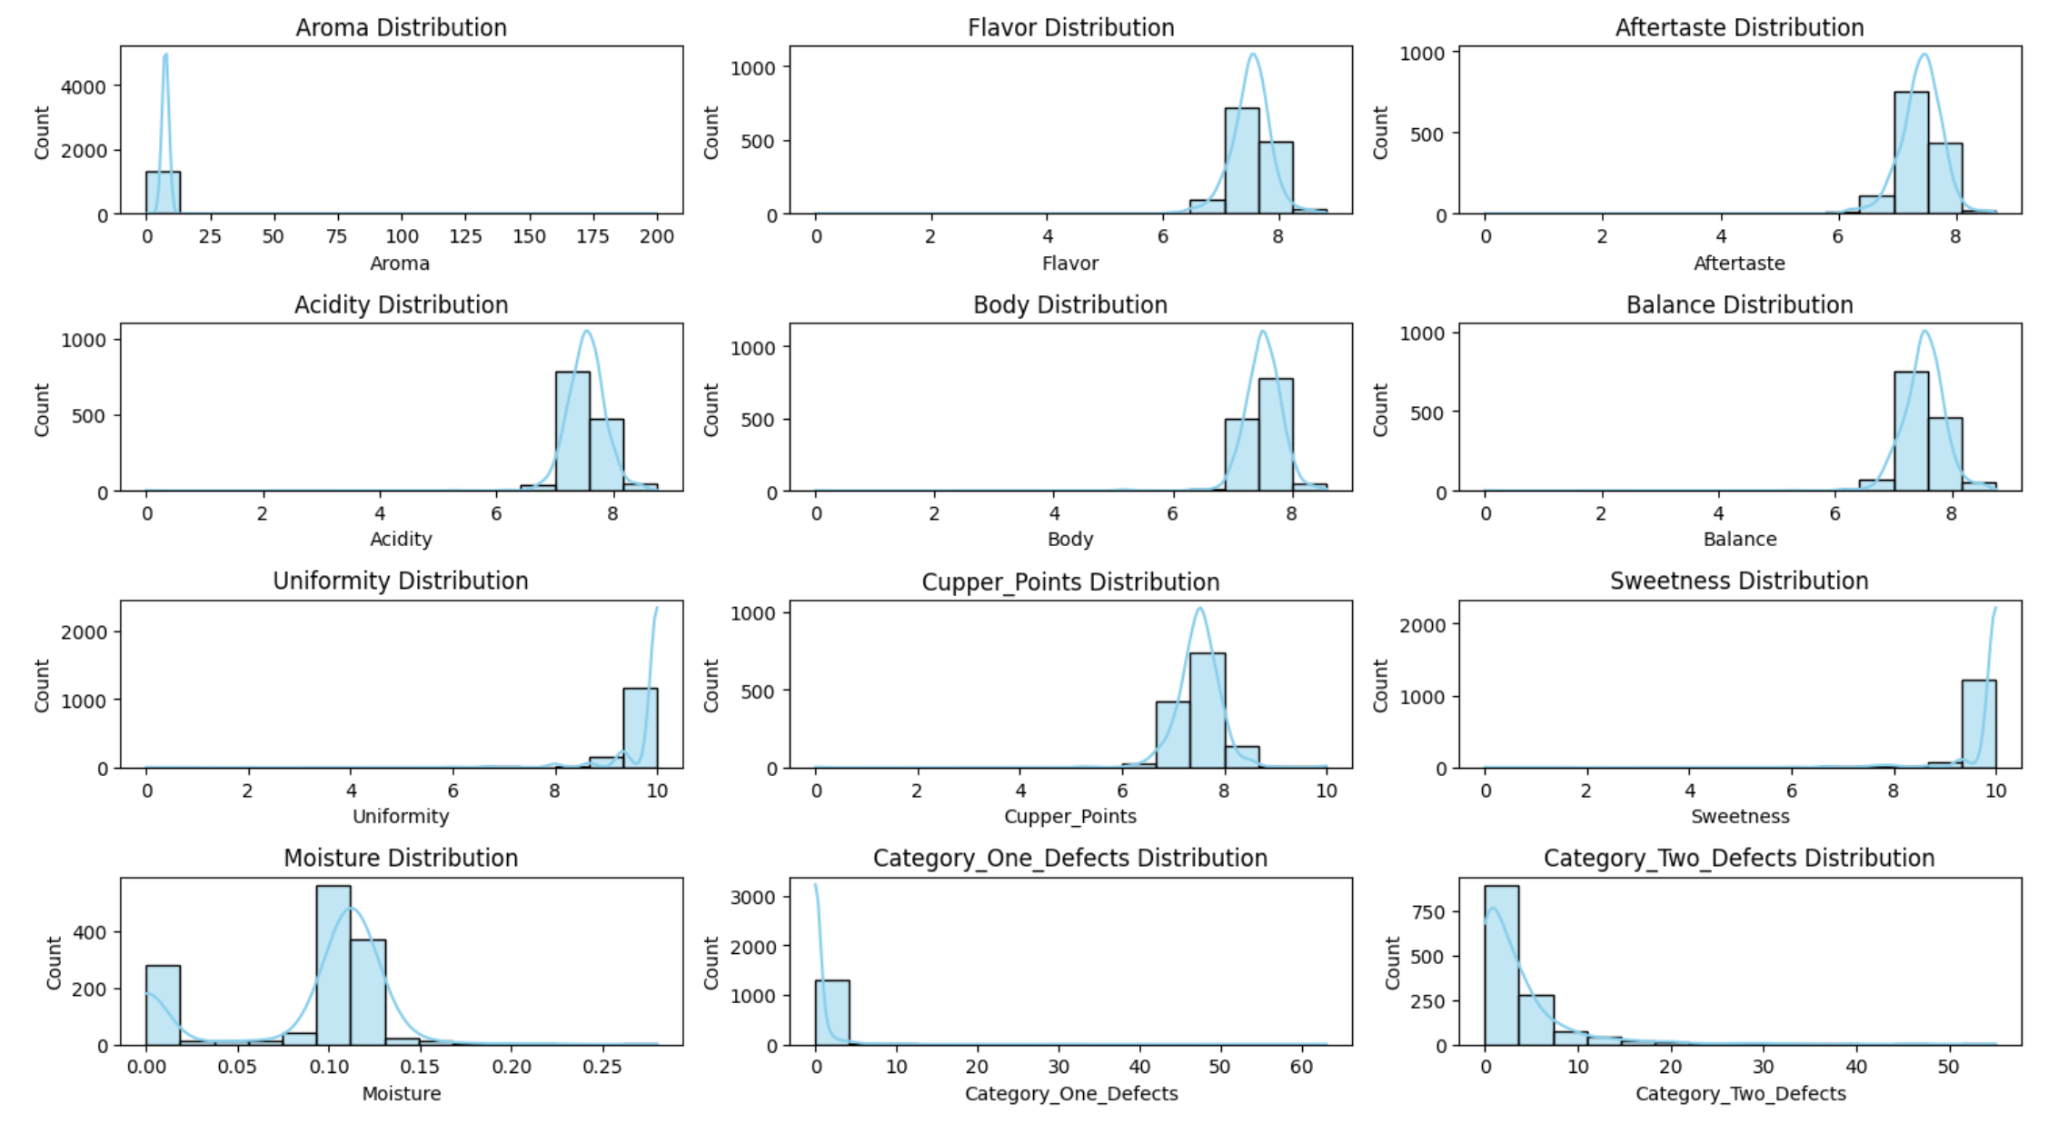 Aroma Distribution
Count
4000
2000
0
0 25 50 75 100 125 150 175 200
Aroma
Flavor Distribution
Count
1000
500
0
0 2 4 6 8
Flavor
Aftertaste Distribution
Count
1000
500
0
0 2 4 6 8
Aftertaste
Acidity Distribution
Count
1000
500
0
0 2 4 6 8
Acidity
Body Distribution
Count
1000
500
0
0 2 4 6 8
Body
Balance Distribution
Count
1000
500
0
0 2 4 6 8
Balance
Uniformity Distribution
Count
2000
1000
0
0 2 4 6 8 10
Uniformity
Cupper_Points Distribution
Count
1000
500
0
0 2 4 6 8 10
Cupper_Points
Sweetness Distribution
Count
2000
1000
0
0 2 4 6 8 10
Sweetness
Moisture Distribution
Count
400
200
0
0.00 0.05 0.10 0.15 0.20 0.25
Moisture
Category_One_Defects Distribution
Count
3000
2000
1000
0
0 10 20 30 40 50 60
Category_One_Defects
Category_Two_Defects Distribution
Count
750
500
250
0
0 10 20 30 40 50
Category_Two_Defects